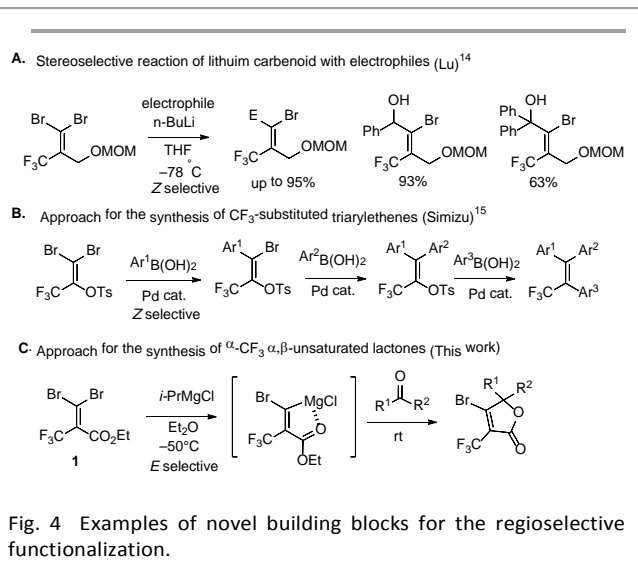 A. Stereoselective reaction of lithuim carbenoid with electrophiles (Lu)14
Br Br F3C OMOM
electrophile
n-BuLi
THF
–78 °C
Z selective
E Br F3C OMOM
up to 95%
OH Ph Br F3C OMOM
93%
OH Ph Ph Br F3C OMOM
63%
B. Approach for the synthesis of CF3-substituted triarylethenes (Simizu)15
Br Br F3C OTs
Ar1B(OH)2
Pd cat.
Z selective
Ar1 Br F3C OTs
Ar2B(OH)2
Pd cat.
Ar1 Ar2 F3C OTs
Ar3B(OH)2
Pd cat.
Ar1 Ar2 F3C Ar3
C. Approach for the synthesis of α-CF3 α,β-unsaturated lactones (This work)
Br Br F3C CO2Et
1
i-PrMgCl
Et2O
–50°C
E selective
Br MgCl F3C O OEt
O
R1 R2
rt
R1 R2 Br O F3C O
Fig. 4 Examples of novel building blocks for the regioselective
functionalization.